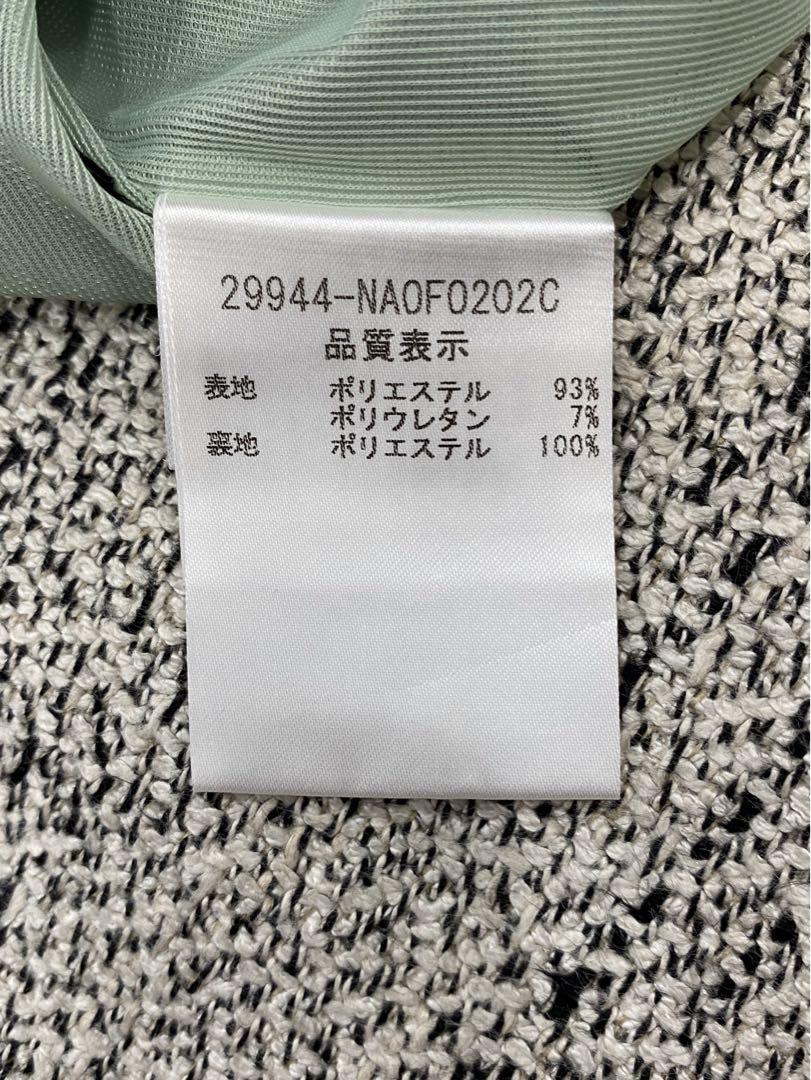 29944-NA0F0202C
品質表示
表地 ポリエステル 93%
ポリウレタン 7%
裏地 ポリエステル 100%